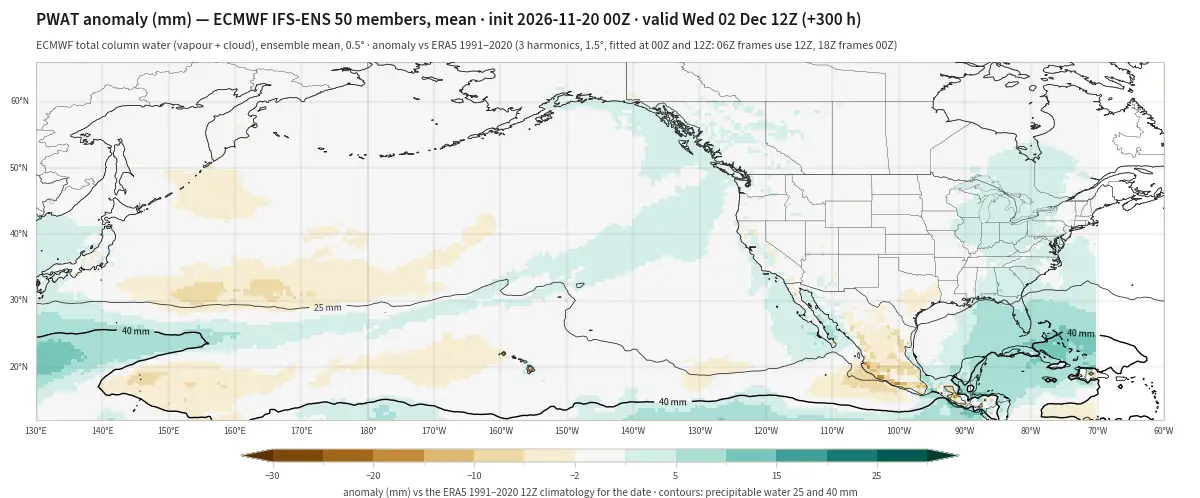 PWAT anomaly (mm) — ECMWF IFS-ENS 50 members, mean · init 2026-11-20 00Z · valid Wed 02 Dec 12Z (+300 h)
ECMWF total column water (vapour + cloud), ensemble mean, 0.5° · anomaly vs ERA5 1991–2020 (3 harmonics, 1.5°, fitted at 00Z and 12Z: 06Z frames use 12Z, 18Z frames 00Z)
60°N
50°N
40°N
30°N
20°N
25 mm
40 mm
40 mm
40 mm
130°E 140°E 150°E 160°E 170°E 180° 170°W 160°W 150°W 140°W 130°W 120°W 110°W 100°W 90°W 80°W 70°W 60°W
−30 −20 −10 −2 5 15 25
anomaly (mm) vs the ERA5 1991–2020 12Z climatology for the date · contours: precipitable water 25 and 40 mm